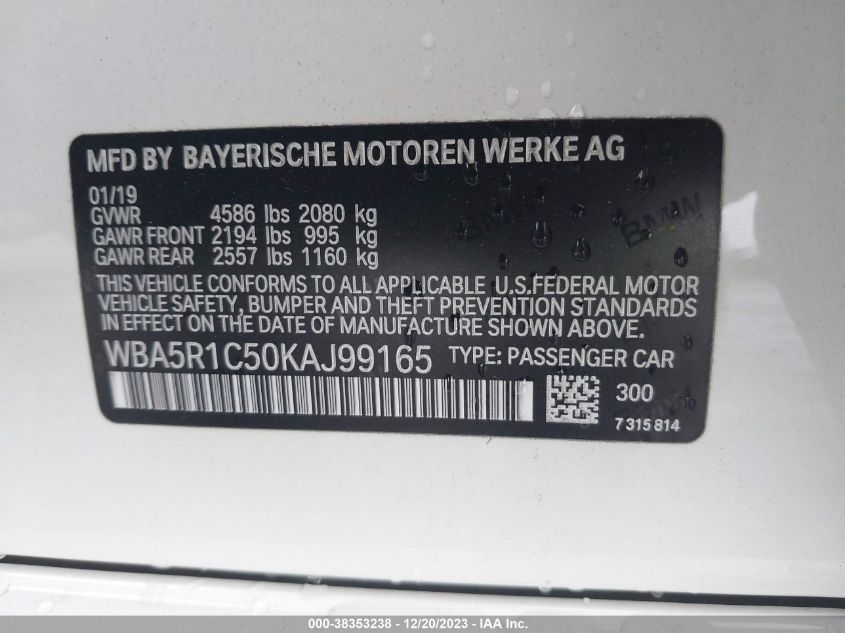 MFD BY BAYERISCHE MOTOREN WERKE AG
01/19
GVWR 4586 lbs 2080 kg
GAWR FRONT 2194 lbs 995 kg
GAWR REAR 2557 lbs 1160 kg
THIS VEHICLE CONFORMS TO ALL APPLICABLE U.S.FEDERAL MOTOR
VEHICLE SAFETY, BUMPER AND THEFT PREVENTION STANDARDS
IN EFFECT ON THE DATE OF MANUFACTURE SHOWN ABOVE.
WBA5R1C50KAJ99165 TYPE: PASSENGER CAR
300
7315814
BMW
BMW
000-38353238 - 12/20/2023 - IAA Inc.